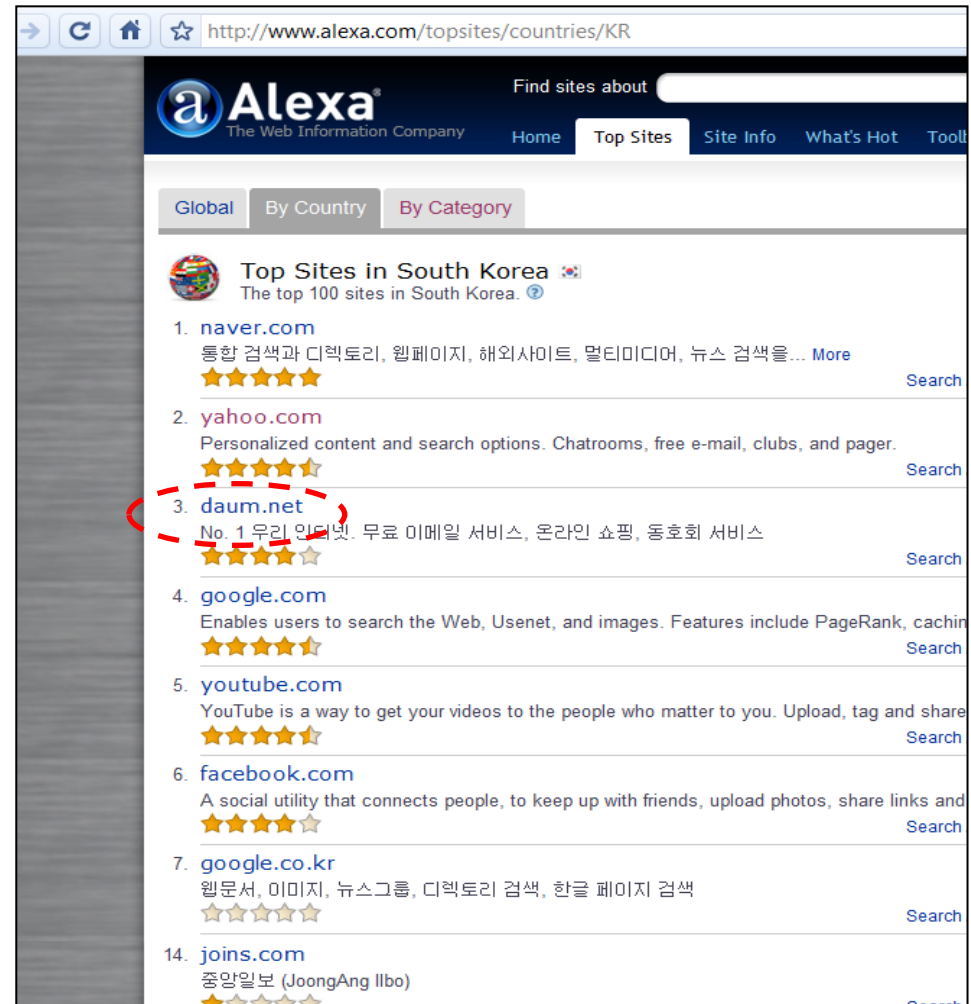 http://www.alexa.com/topsites/countries/KR
Find sites about
a Alexa®
The Web Information Company
Home Top Sites Site Info What's Hot Toolb
Global By Country By Category
Top Sites in South Korea
The top 100 sites in South Korea. ?
1. naver.com
통합 검색과 디렉토리, 웹페이지, 해외사이트, 멀티미디어, 뉴스 검색을... More
Search
2. yahoo.com
Personalized content and search options. Chatrooms, free e-mail, clubs, and pager.
Search
3. daum.net
No. 1 우리 인터넷. 무료 이메일 서비스, 온라인 쇼핑, 동호회 서비스
Search
4. google.com
Enables users to search the Web, Usenet, and images. Features include PageRank, cachin
Search
5. youtube.com
YouTube is a way to get your videos to the people who matter to you. Upload, tag and share
Search
6. facebook.com
A social utility that connects people, to keep up with friends, upload photos, share links and
Search
7. google.co.kr
웹문서, 이미지, 뉴스그룹, 디렉토리 검색, 한글 페이지 검색
Search
14. joins.com
중앙일보 (JoongAng Ilbo)
Search